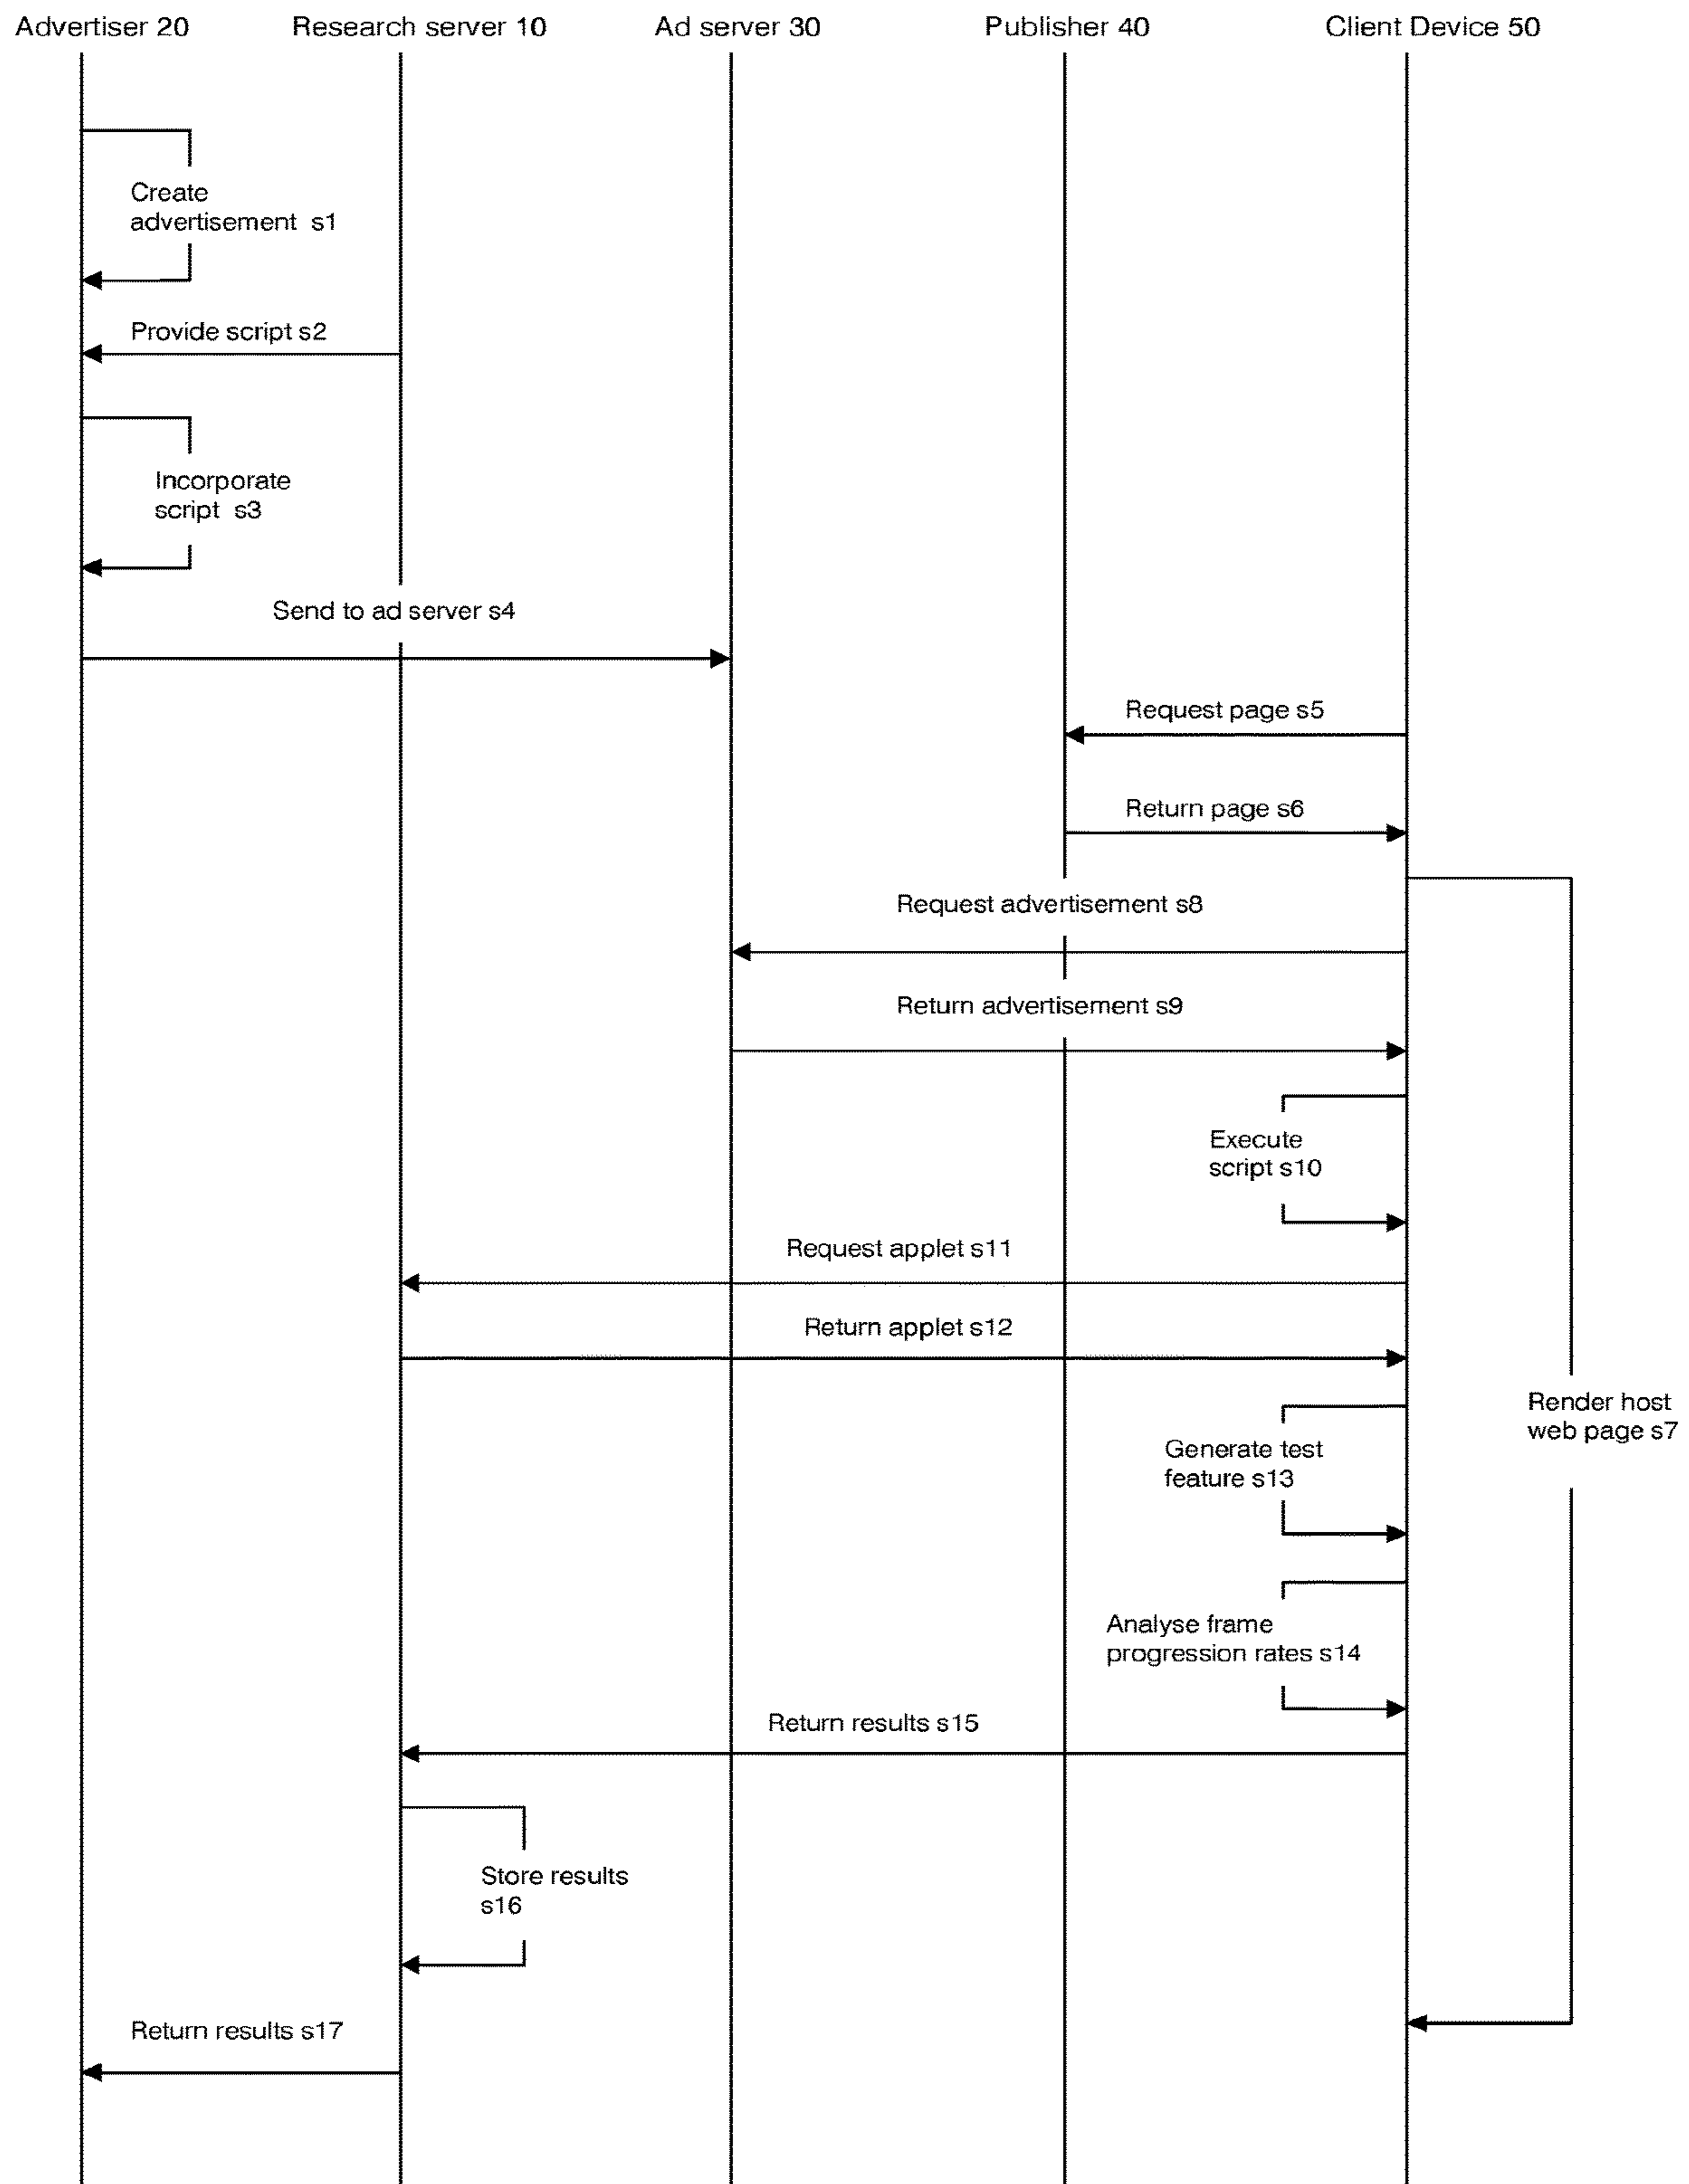 Advertiser 20
Research server 10
Ad server 30
Publisher 40
Client Device 50
Create
advertisement s1
Provide script s2
Incorporate
script s3
Send to ad server s4
Request page s5
Return page s6
Request advertisement s8
Return advertisement s9
Execute
script s10
Request applet s11
Return applet s12
Render host
web page s7
Generate test
feature s13
Analyse frame
progression rates s14
Return results s15
Store results
s16
Return results s17